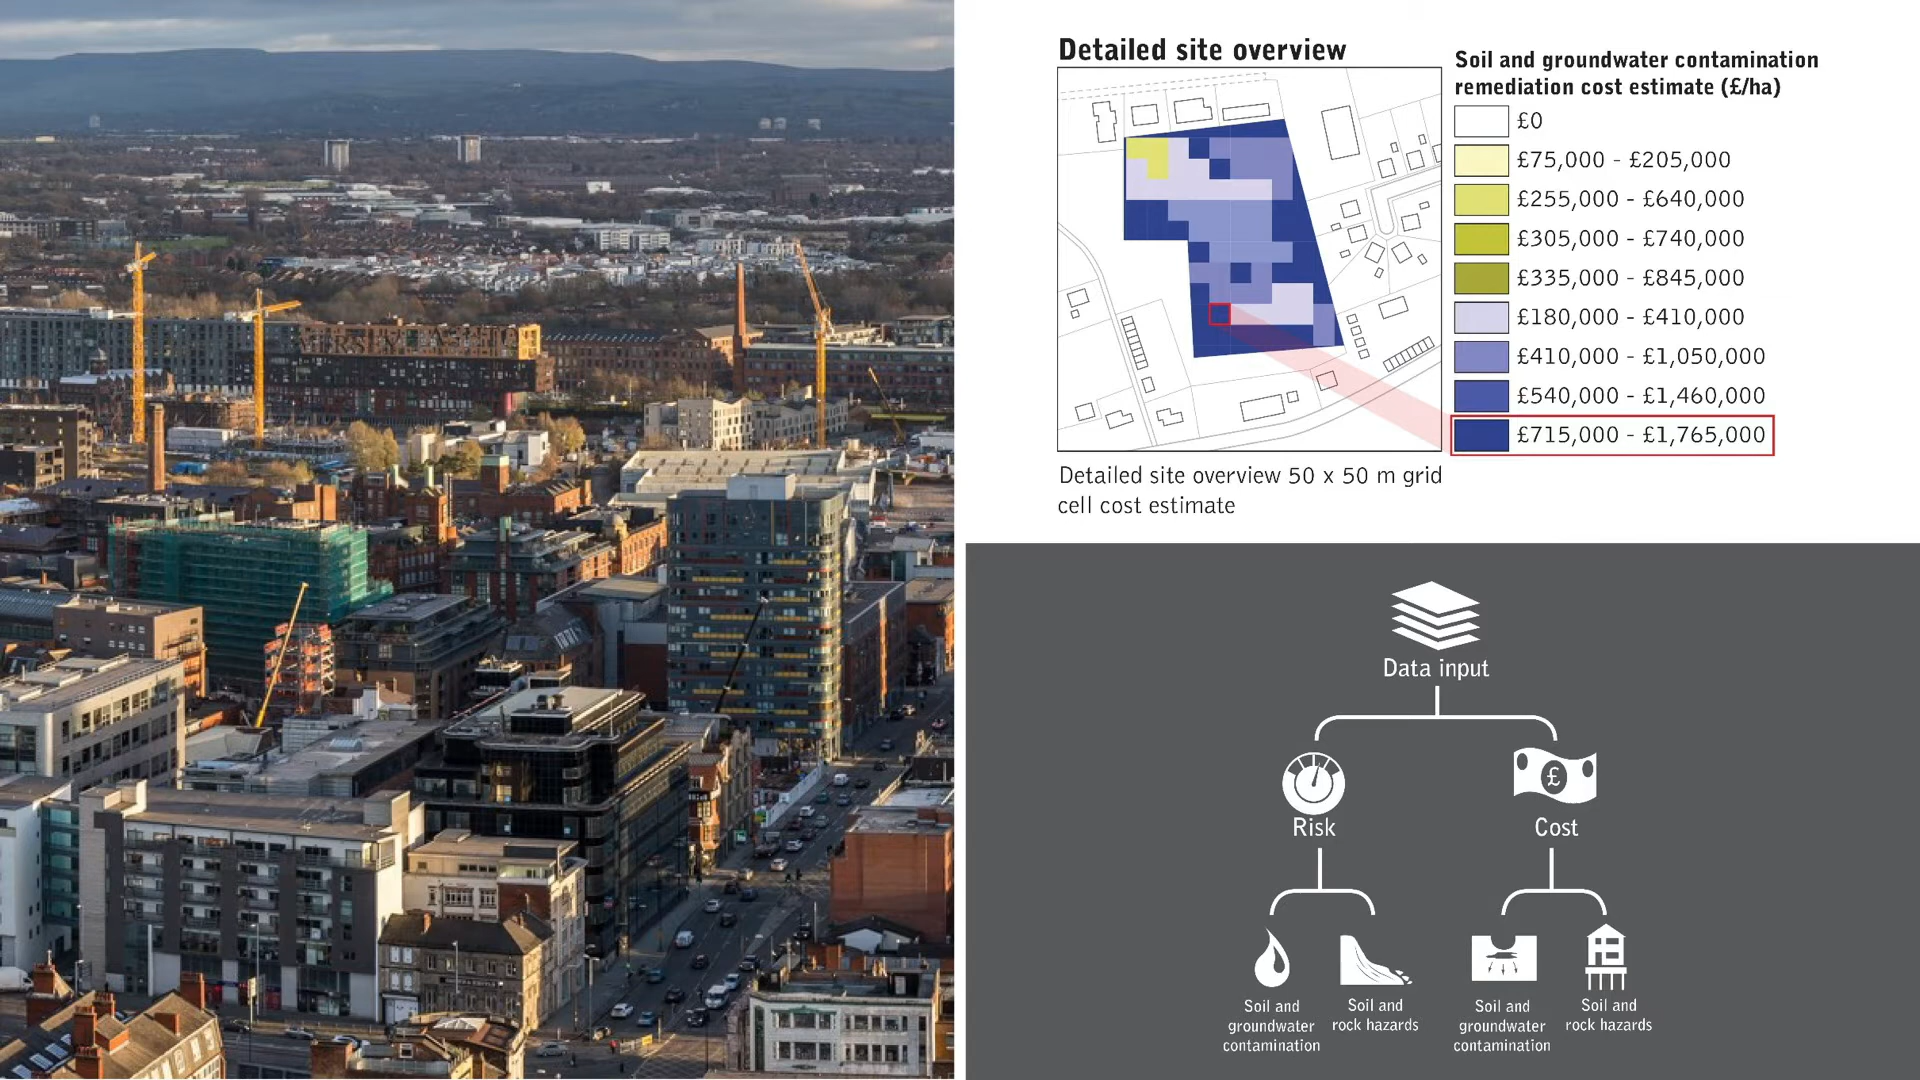 Detailed site overview
Soil and groundwater contamination
remediation cost estimate (£/ha)
£0
£75,000 - £205,000
£255,000 - £640,000
£305,000 - £740,000
£335,000 - £845,000
£180,000 - £410,000
£410,000 - £1,050,000
£540,000 - £1,460,000
£715,000 - £1,765,000
Detailed site overview 50 x 50 m grid
cell cost estimate
Data input
£
Risk
Cost
Soil and
groundwater
contamination
Soil and
rock hazards
Soil and
groundwater
contamination
Soil and
rock hazards